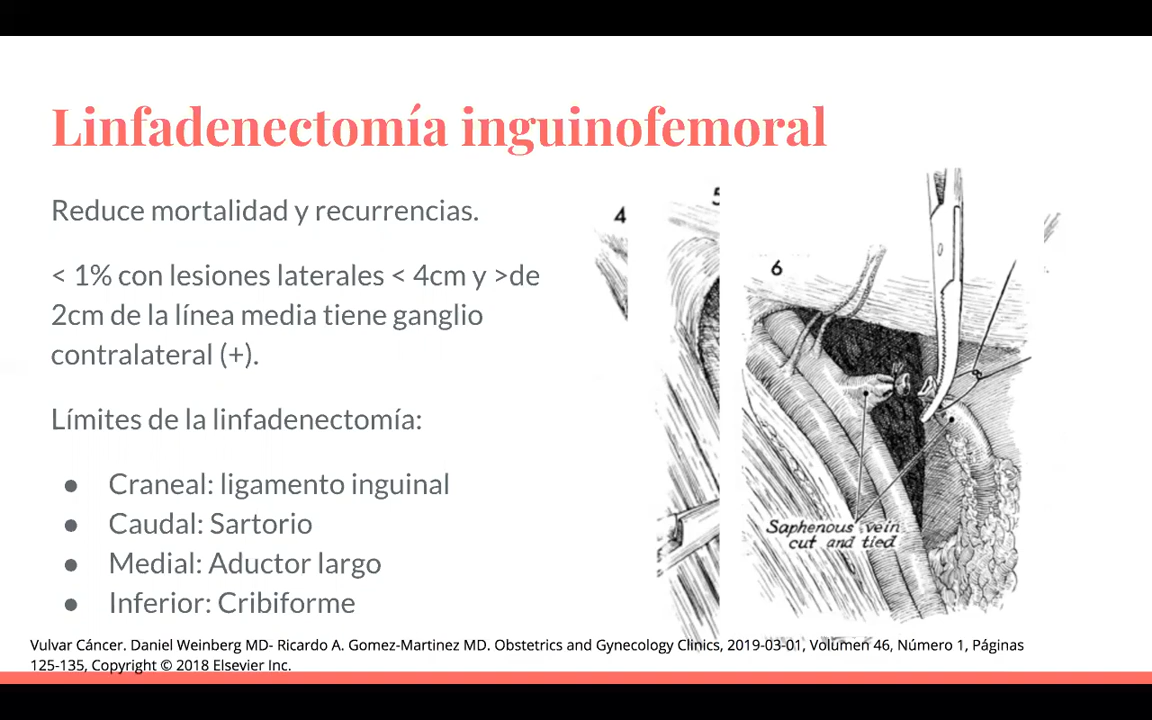 Linfadenectomía inguinofemoral
Reduce mortalidad y recurrencias.
< 1% con lesiones laterales < 4cm y >de
2cm de la línea media tiene ganglio
contralateral (+).
Límites de la linfadenectomía:
● Craneal: ligamento inguinal
● Caudal: Sartorio
● Medial: Aductor largo
● Inferior: Cribiforme
4
5
6
Saphenous vein
cut and tied
Vulvar Cáncer. Daniel Weinberg MD- Ricardo A. Gomez-Martinez MD. Obstetrics and Gynecology Clinics, 2019-03-01, Volumen 46, Número 1, Páginas
125-135, Copyright © 2018 Elsevier Inc.